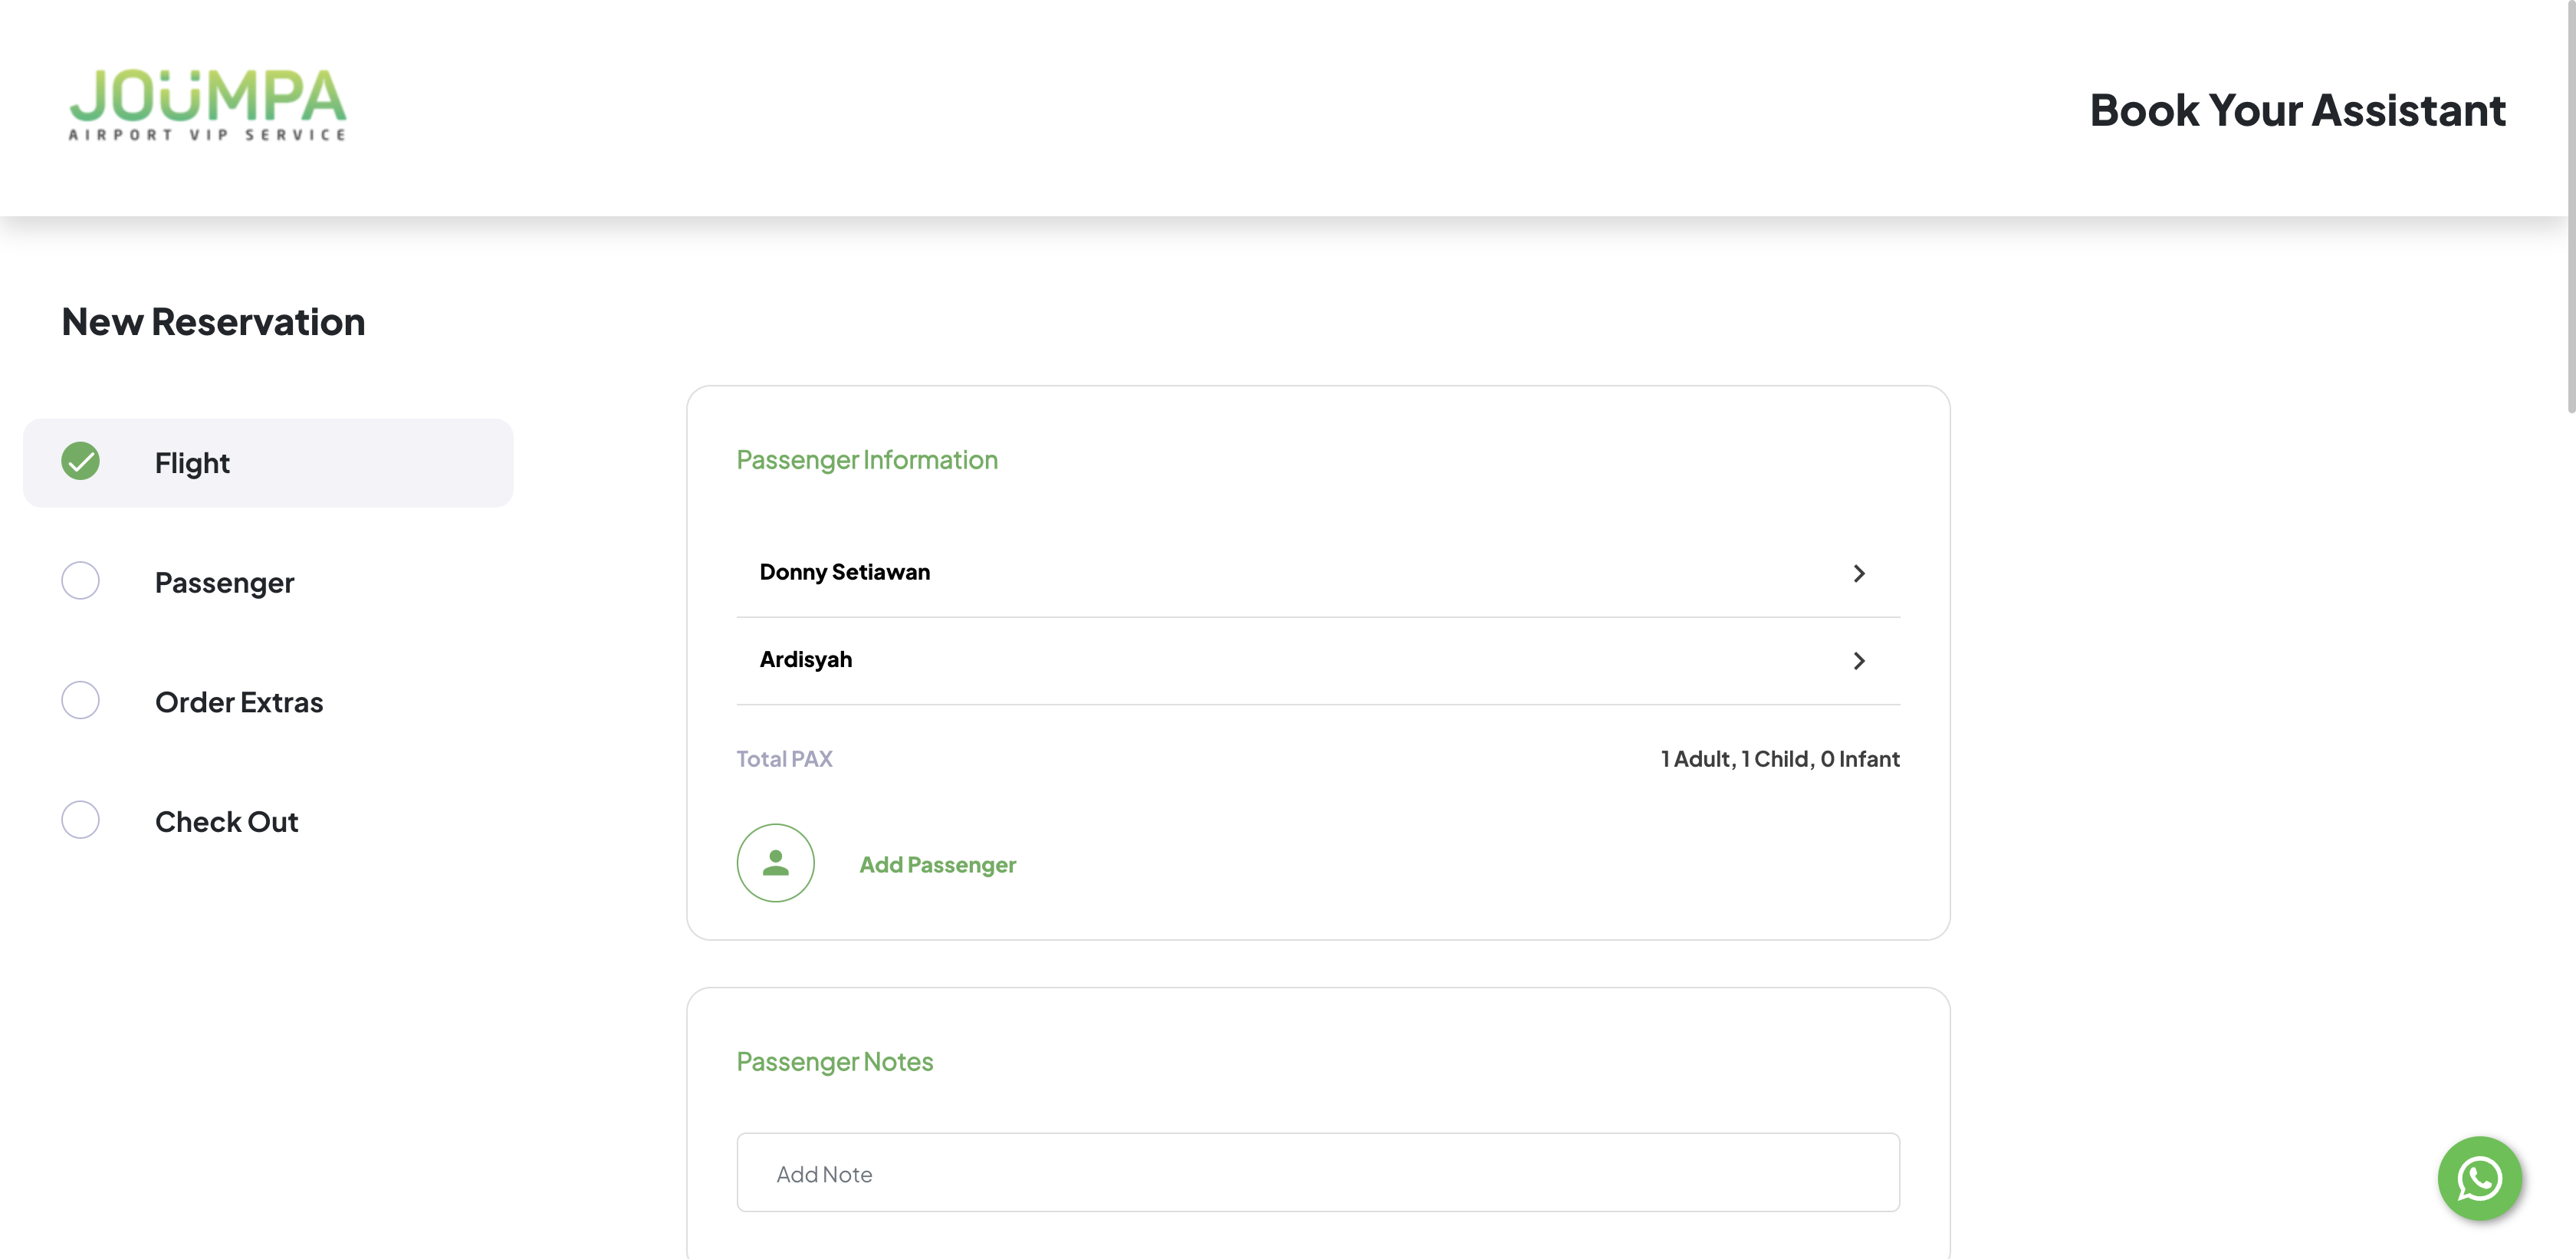 JOÜMPA
AIRPORT VIP SERVICE
Book Your Assistant
New Reservation
Flight
Passenger
Order Extras
Check Out
Passenger Information
Donny Setiawan
Ardisyah
Total PAX
1 Adult, 1 Child, 0 Infant
Add Passenger
Passenger Notes
Add Note